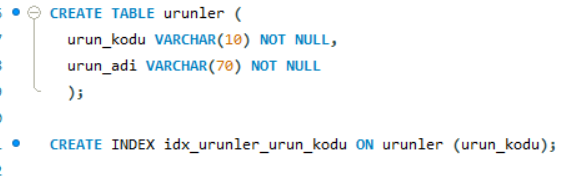 CREATE TABLE urunler (
urun_kodu VARCHAR(10) NOT NULL,
urun_adi VARCHAR(70) NOT NULL
);
CREATE INDEX idx_urunler_urun_kodu ON urunler (urun_kodu);